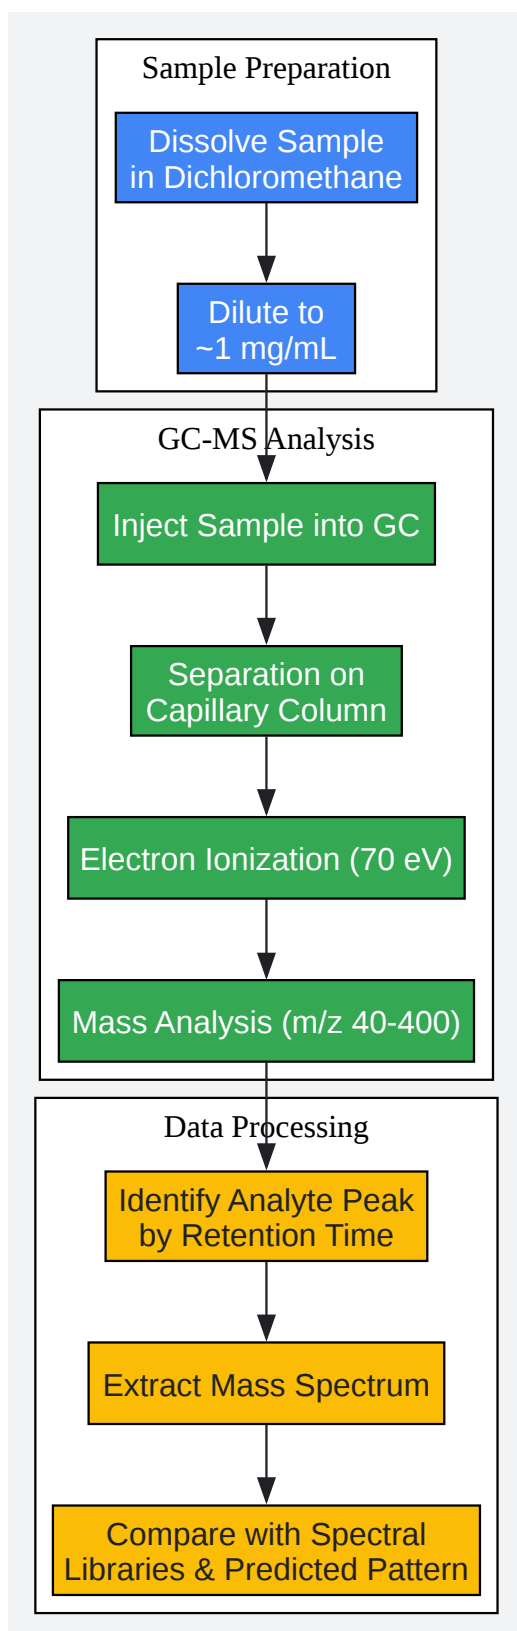 Sample Preparation
Dissolve Sample
in Dichloromethane
Dilute to
~1 mg/mL
GC-MS Analysis
Inject Sample into GC
Separation on
Capillary Column
Electron Ionization (70 eV)
Mass Analysis (m/z 40-400)
Data Processing
Identify Analyte Peak
by Retention Time
Extract Mass Spectrum
Compare with Spectral
Libraries & Predicted Pattern